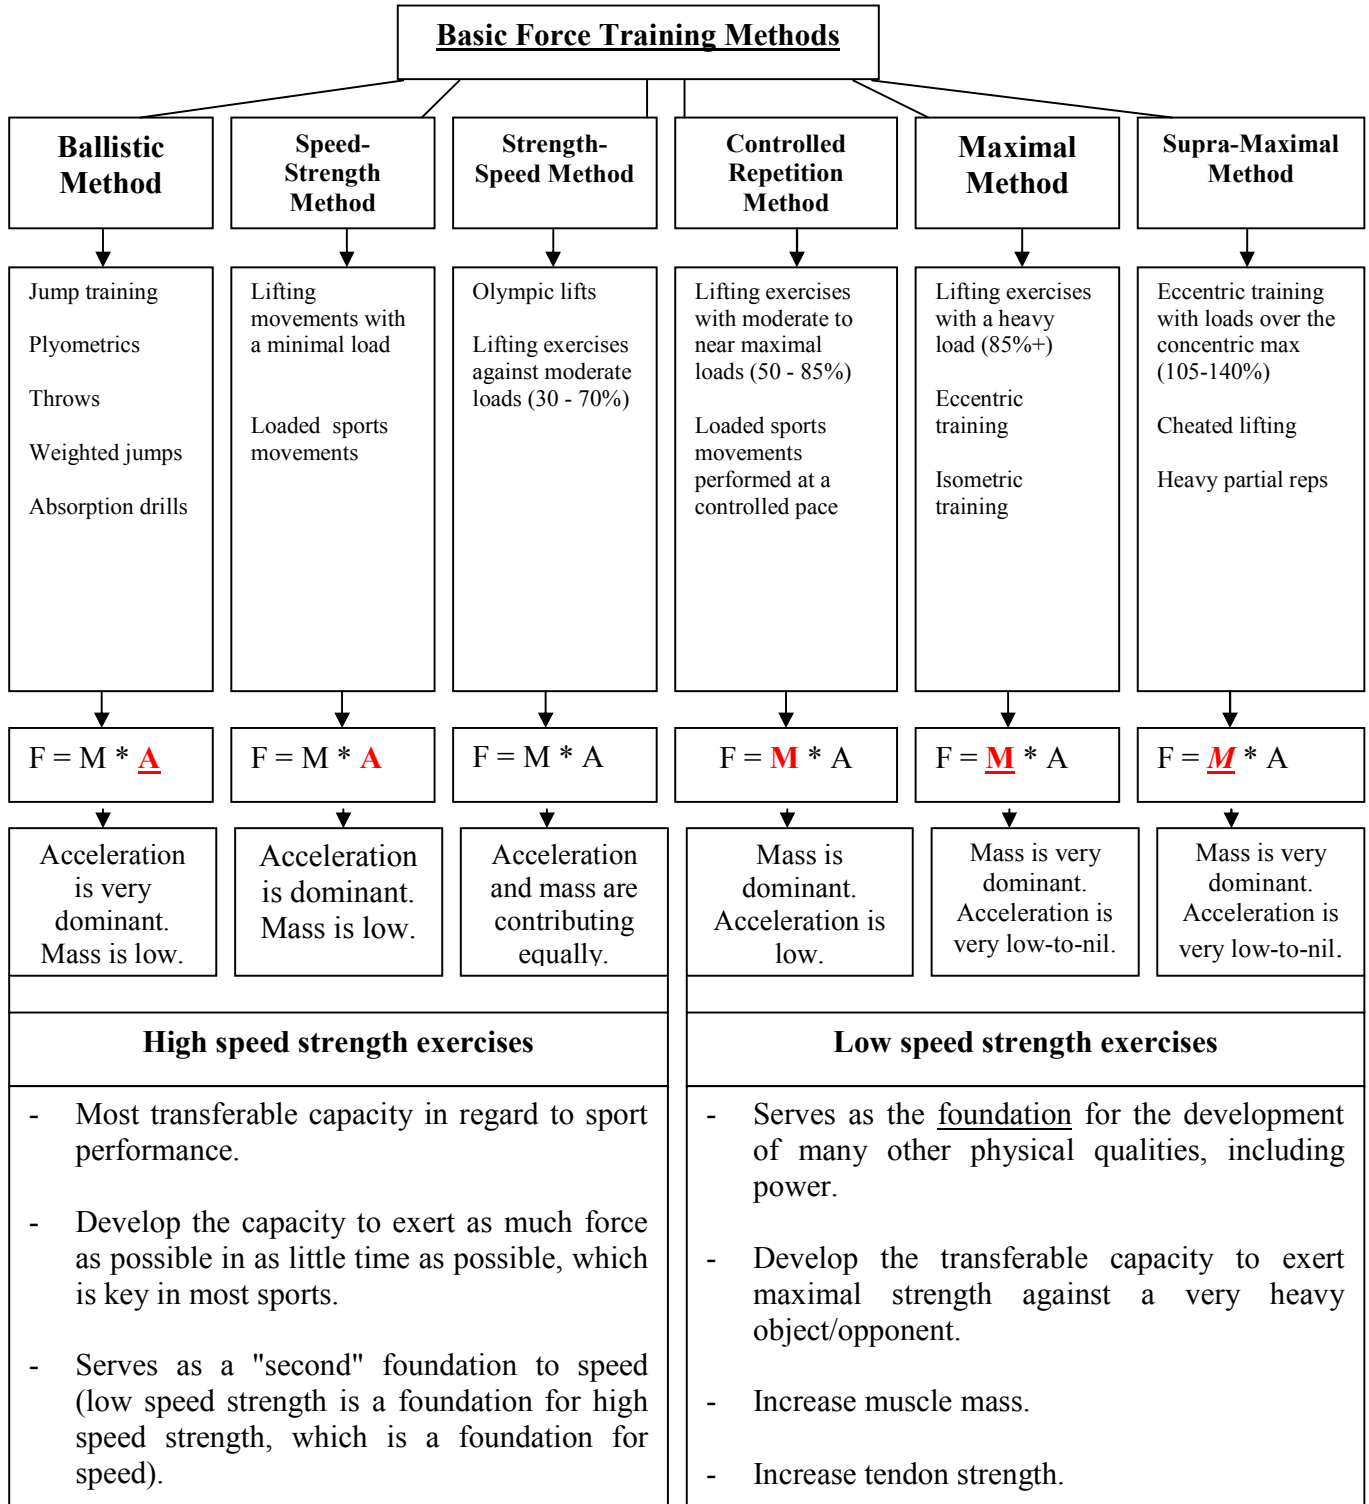 Basic Force Training Methods
Ballistic
Method
Speed-
Strength
Method
Strength-
Speed Method
Controlled
Repetition
Method
Maximal
Method
Supra-Maximal
Method
Jump training
Plyometrics
Throws
Weighted jumps
Absorption drills
Lifting
movements with
a minimal load
Loaded sports
movements
Olympic lifts
Lifting exercises
against moderate
loads (30 - 70%)
Lifting exercises
with moderate to
near maximal
loads (50 - 85%)
Loaded sports
movements
performed at a
controlled pace
Lifting exercises
with a heavy
load (85%+)
Eccentric
training
Isometric
training
Eccentric training
with loads over the
concentric max
(105-140%)
Cheated lifting
Heavy partial reps
F = M * A
F = M * A
F = M * A
F = M * A
F = M * A
F = M * A
Acceleration
is very
dominant.
Mass is low.
Acceleration
is dominant.
Mass is low.
Acceleration
and mass are
contributing
equally.
Mass is
dominant.
Acceleration is
low.
Mass is very
dominant.
Acceleration is
very low-to-nil.
Mass is very
dominant.
Acceleration is
very low-to-nil.
High speed strength exercises
- Most transferable capacity in regard to sport
performance.
- Develop the capacity to exert as much force
as possible in as little time as possible, which
is key in most sports.
- Serves as a "second" foundation to speed
(low speed strength is a foundation for high
speed strength, which is a foundation for
speed).
Low speed strength exercises
- Serves as the foundation for the development
of many other physical qualities, including
power.
- Develop the transferable capacity to exert
maximal strength against a very heavy
object/opponent.
- Increase muscle mass.
- Increase tendon strength.